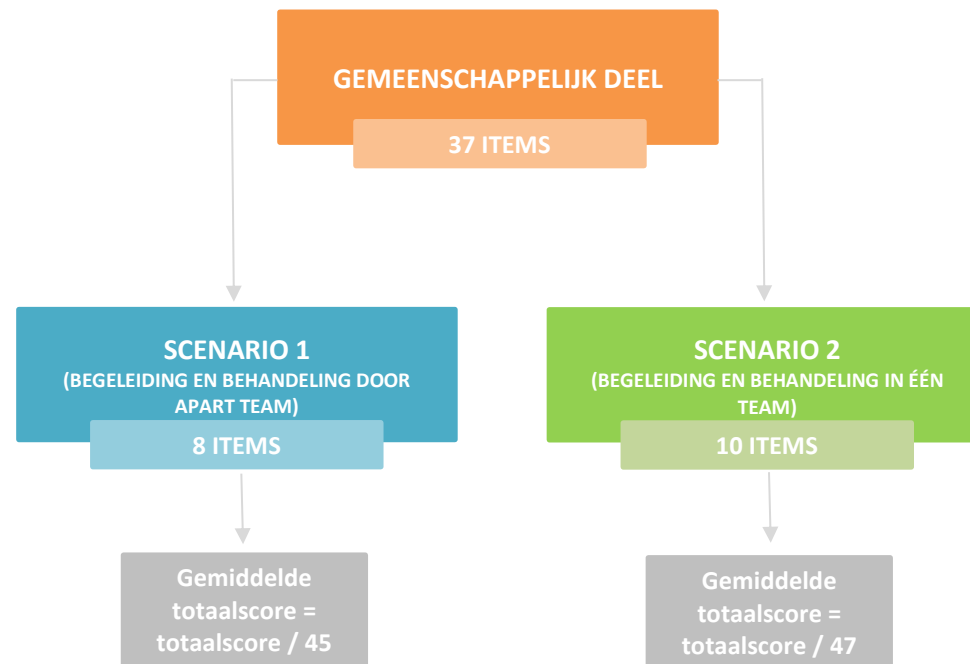 GEMEENSCHAPPELIJK DEEL
37 ITEMS
SCENARIO 1
(BEGELEIDING EN BEHANDELING DOOR
APART TEAM)
8 ITEMS
SCENARIO 2
(BEGELEIDING EN BEHANDELING IN ÉÉN
TEAM)
10 ITEMS
Gemiddelde
totaalscore =
totaalscore / 45
Gemiddelde
totaalscore =
totaalscore / 47